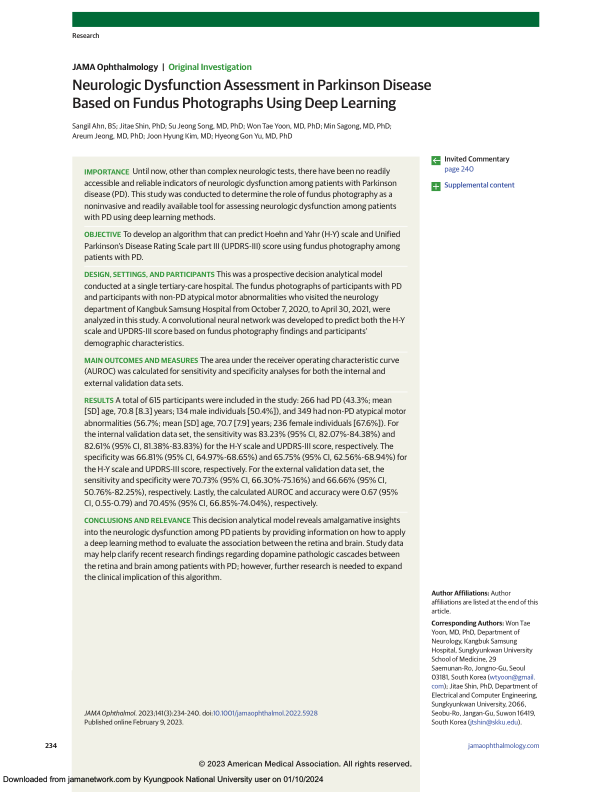 Research
JAMA Ophthalmology | Original Investigation
Neurologic Dysfunction Assessment in Parkinson Disease
Based on Fundus Photographs Using Deep Learning
Sangil Ahn, BS; Jitae Shin, PhD; Su Jeong Song, MD, PhD; Won Tae Yoon, MD, PhD; Min Sagong, MD, PhD;
Areum Jeong, MD, PhD; Joon Hyung Kim, MD; Hyeong Gon Yu, MD, PhD
IMPORTANCE Until now, other than complex neurologic tests, there have been no readily
accessible and reliable indicators of neurologic dysfunction among patients with Parkinson
disease (PD). This study was conducted to determine the role of fundus photography as a
noninvasive and readily available tool for assessing neurologic dysfunction among patients
with PD using deep learning methods.
OBJECTIVE To develop an algorithm that can predict Hoehn and Yahr (H-Y) scale and Unified
Parkinson's Disease Rating Scale part III (UPDRS-III) score using fundus photography among
patients with PD.
DESIGN, SETTINGS, AND PARTICIPANTS This was a prospective decision analytical model
conducted at a single tertiary-care hospital. The fundus photographs of participants with PD
and participants with non-PD atypical motor abnormalities who visited the neurology
department of Kangbuk Samsung Hospital from October 7, 2020, to April 30, 2021, were
analyzed in this study. A convolutional neural network was developed to predict both the H-Y
scale and UPDRS-III score based on fundus photography findings and participants'
demographic characteristics.
MAIN OUTCOMES AND MEASURES The area under the receiver operating characteristic curve
(AUROC) was calculated for sensitivity and specificity analyses for both the internal and
external validation data sets.
RESULTS A total of 615 participants were included in the study: 266 had PD (43.3%; mean
[SD] age, 70.8 [8.3] years; 134 male individuals [50.4%]), and 349 had non-PD atypical motor
abnormalities (56.7%; mean [SD] age, 70.7 [7.9] years; 236 female individuals [67.6%]). For
the internal validation data set, the sensitivity was 83.23% (95% CI, 82.07%-84.38%) and
82.61% (95% CI, 81.38%-83.83%) for the H-Y scale and UPDRS-III score, respectively. The
specificity was 66.81% (95% CI, 64.97%-68.65%) and 65.75% (95% CI, 62.56%-68.94%) for
the H-Y scale and UPDRS-III score, respectively. For the external validation data set, the
sensitivity and specificity were 70.73% (95% CI, 66.30%-75.16%) and 66.66% (95% CI,
50.76%-82.25%), respectively. Lastly, the calculated AUROC and accuracy were 0.67 (95%
CI, 0.55-0.79) and 70.45% (95% CI, 66.85%-74.04%), respectively.
CONCLUSIONS AND RELEVANCE This decision analytical model reveals amalgamative insights
into the neurologic dysfunction among PD patients by providing information on how to apply
a deep learning method to evaluate the association between the retina and brain. Study data
may help clarify recent research findings regarding dopamine pathologic cascades between
the retina and brain among patients with PD; however, further research is needed to expand
the clinical implication of this algorithm.
JAMA Ophthalmol. 2023;141(3):234-240. doi:10.1001/jamaophthalmol.2022.5928
Published online February 9, 2023.
Invited Commentary
page 240
Supplemental content
Author Affiliations: Author
affiliations are listed at the end of this
article.
Corresponding Authors: Won Tae
Yoon, MD, PhD, Department of
Neurology, Kangbuk Samsung
Hospital, Sungkyunkwan University
School of Medicine, 29
Saemunan-Ro, Jongno-Gu, Seoul
03181, South Korea (wtyoon@gmail.
com); Jitae Shin, PhD, Department of
Electrical and Computer Engineering,
Sungkyunkwan University, 2066,
Seobu-Ro, Jangan-Gu, Suwon 16419,
South Korea (jtshin@skku.edu).
234
jamaophthalmology.com
© 2023 American Medical Association. All rights reserved.
Downloaded from jamanetwork.com by Kyungpook National University user on 01/10/2024